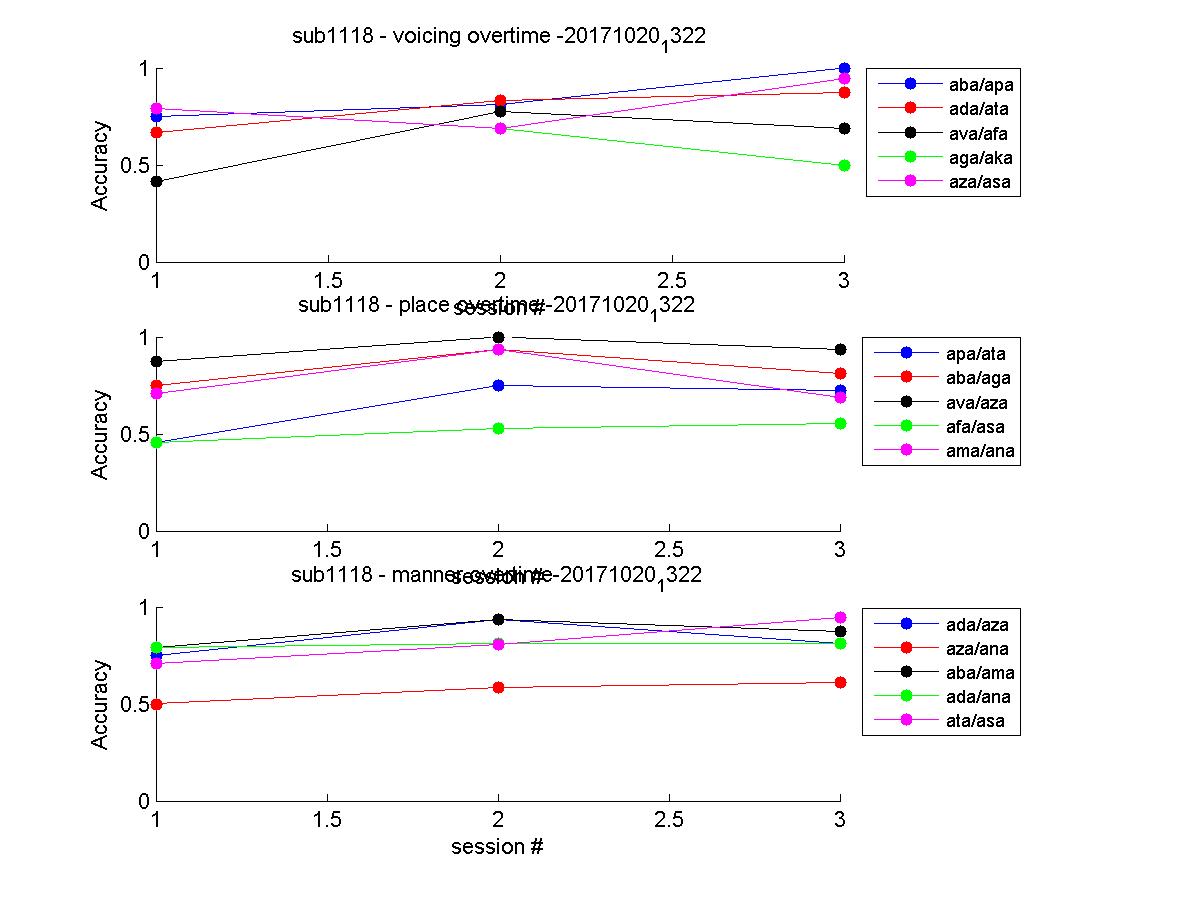 sub1118 - voicing overtime -20171020₁322
1
0.5
0
Accuracy
aba/apa
ada/ata
ava/afa
aga/aka
aza/asa
1 1.5 2 2.5 3
session #
sub1118 - place overtime -20171020₁322
1
0.5
0
Accuracy
apa/ata
aba/aga
ava/aza
afa/asa
ama/ana
1 1.5 2 2.5 3
session #
sub1118 - manner overtime -20171020₁322
1
0.5
0
Accuracy
ada/aza
aza/ana
aba/ama
ada/ana
ata/asa
1 1.5 2 2.5 3
session #